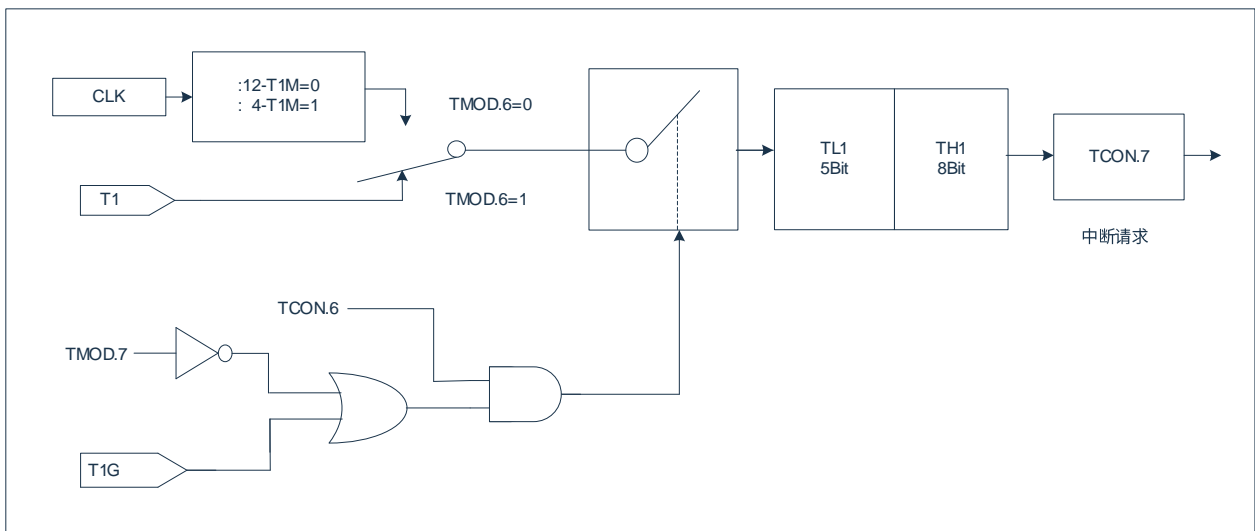 CLK
:12-T1M=0
: 4-T1M=1
TMOD.6=0
T1
TMOD.6=1
TL1
5Bit
TH1
8Bit
TCON.7
中断请求
TCON.6
TMOD.7
T1G